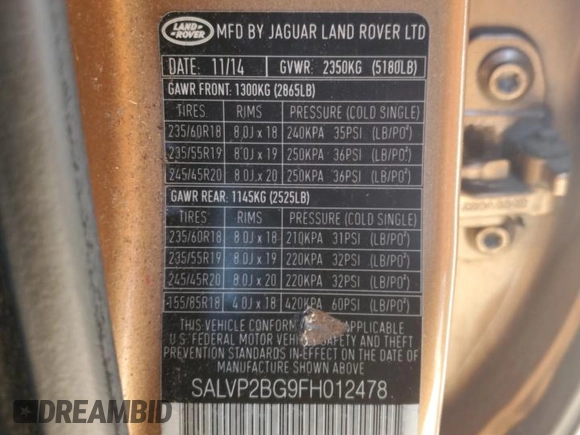 LAND ROVER
MFD BY JAGUAR LAND ROVER LTD
DATE: 11/14 GVWR: 2350KG (5180LB)
GAWR FRONT: 1300KG (2865LB)
TIRES RIMS PRESSURE (COLD SINGLE)
235/60R18 8.0J x 18 240KPA 35PSI (LB/PO²)
235/55R19 8.0J x 19 250KPA 36PSI (LB/PO²)
245/45R20 8.0J x 20 250KPA 36PSI (LB/PO²)
GAWR REAR: 1145KG (2525LB)
TIRES RIMS PRESSURE (COLD SINGLE)
235/60R18 8.0J x 18 210KPA 31PSI (LB/PO²)
235/55R19 8.0J x 19 220KPA 32PSI (LB/PO²)
245/45R20 8.0J x 20 220KPA 32PSI (LB/PO²)
155/85R18 4.0J x 18 420KPA 60PSI (LB/PO²)
THIS VEHICLE CONFORM APPLICABLE
U.S. FEDERAL MOTOR VEHICLE SAFETY AND THEFT
PREVENTION STANDARDS IN EFFECT ON THE
DATE OF MANUFACTURE SHOWN ABOVE
SALVP2BG9FH012478
DREAMBID